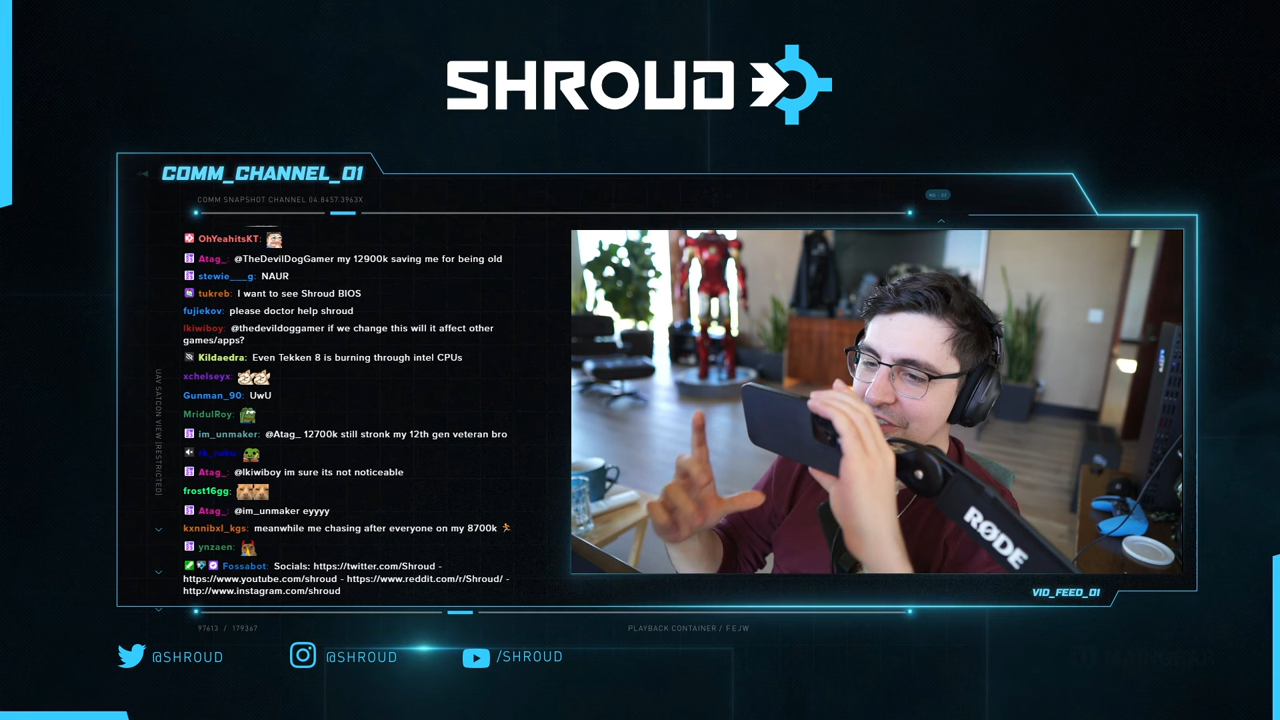 SHROUD
COMM_CHANNEL_01
COMM SNAPSHOT CHANNEL 04.8457.3963X
OhYeahitsKT:
Atag_: @TheDevilDogGamer my 12900k saving me for being old
stewie___g: NAUR
tukreb: I want to see Shroud BIOS
fujiekov: please doctor help shroud
lkiwiboy: @thedevildoggamer if we change this will it affect other
games/apps?
Kildaedra: Even Tekken 8 is burning through intel CPUs
xchelseyx:
Gunman_90: UwU
MridulRoy:
im_unmaker: @Atag_ 12700k still stronk my 12th gen veteran bro
Atag_: @lkiwiboy im sure its not noticeable
frost16gg:
Atag_: @im_unmaker eyyyy
kxnnibxl_kgs: meanwhile me chasing after everyone on my 8700k
ynzaen:
Fossabot: Socials: https://twitter.com/Shroud -
https://www.youtube.com/shroud - https://www.reddit.com/r/Shroud/ -
http://www.instagram.com/shroud
UAV SATCON VIEW [RESTRICTED]
RØDE
VID_FEED_01
97613 / 179367
PLAYBACK CONTAINER / FEJW
@SHROUD
@SHROUD
/SHROUD